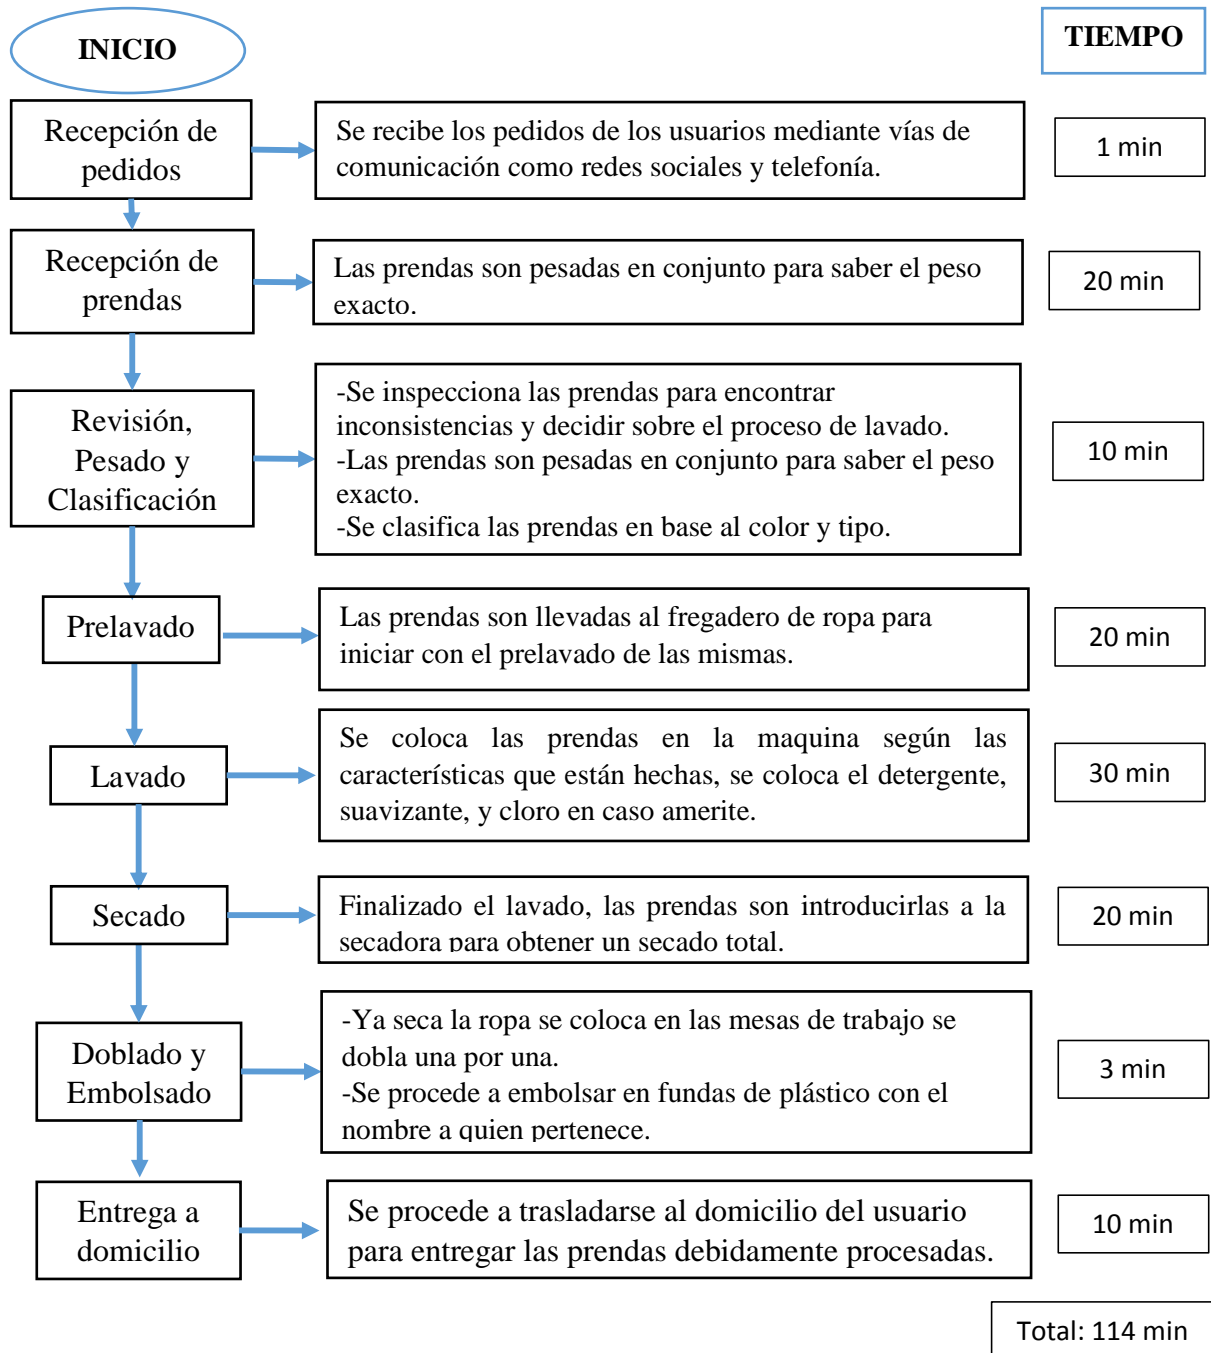 INICIO
TIEMPO
Recepción de
pedidos
Se recibe los pedidos de los usuarios mediante vías de
comunicación como redes sociales y telefonía.
1 min
Recepción de
prendas
Las prendas son pesadas en conjunto para saber el peso
exacto.
20 min
Revisión,
Pesado y
Clasificación
-Se inspecciona las prendas para encontrar
inconsistencias y decidir sobre el proceso de lavado.
-Las prendas son pesadas en conjunto para saber el peso
exacto.
-Se clasifica las prendas en base al color y tipo.
10 min
Prelavado
Las prendas son llevadas al fregadero de ropa para
iniciar con el prelavado de las mismas.
20 min
Lavado
Se coloca las prendas en la maquina según las
características que están hechas, se coloca el detergente,
suavizante, y cloro en caso amerite.
30 min
Secado
Finalizado el lavado, las prendas son introducirlas a la
secadora para obtener un secado total.
20 min
Doblado y
Embolsado
-Ya seca la ropa se coloca en las mesas de trabajo se
dobla una por una.
-Se procede a embolsar en fundas de plástico con el
nombre a quien pertenece.
3 min
Entrega a
domicilio
Se procede a trasladarse al domicilio del usuario
para entregar las prendas debidamente procesadas.
10 min
Total: 114 min